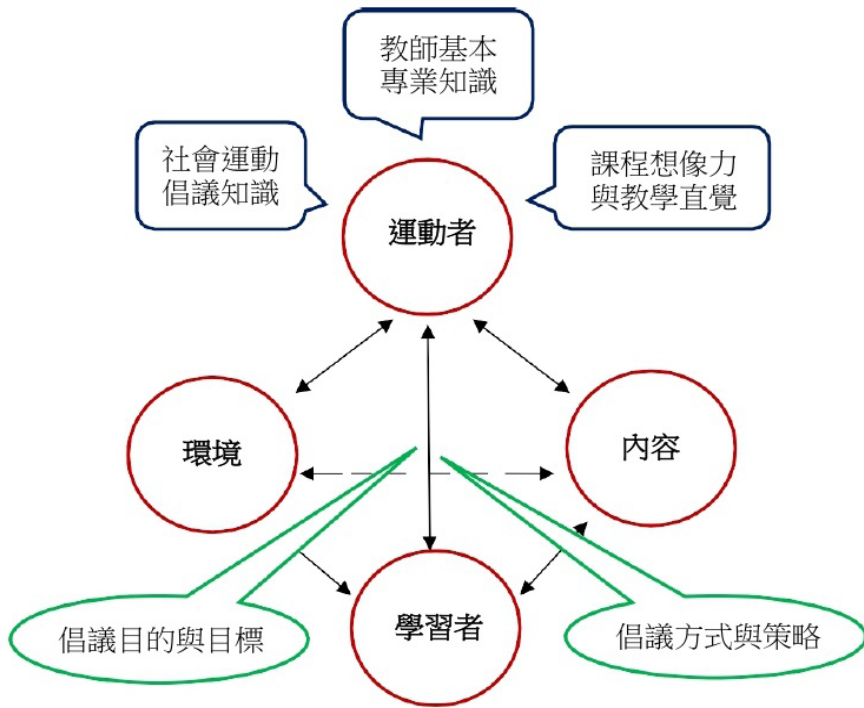 教師基本
專業知識
社會運動
倡議知識
課程想像力
與教學直覺
運動者
環境
內容
倡議目的與目標
學習者
倡議方式與策略